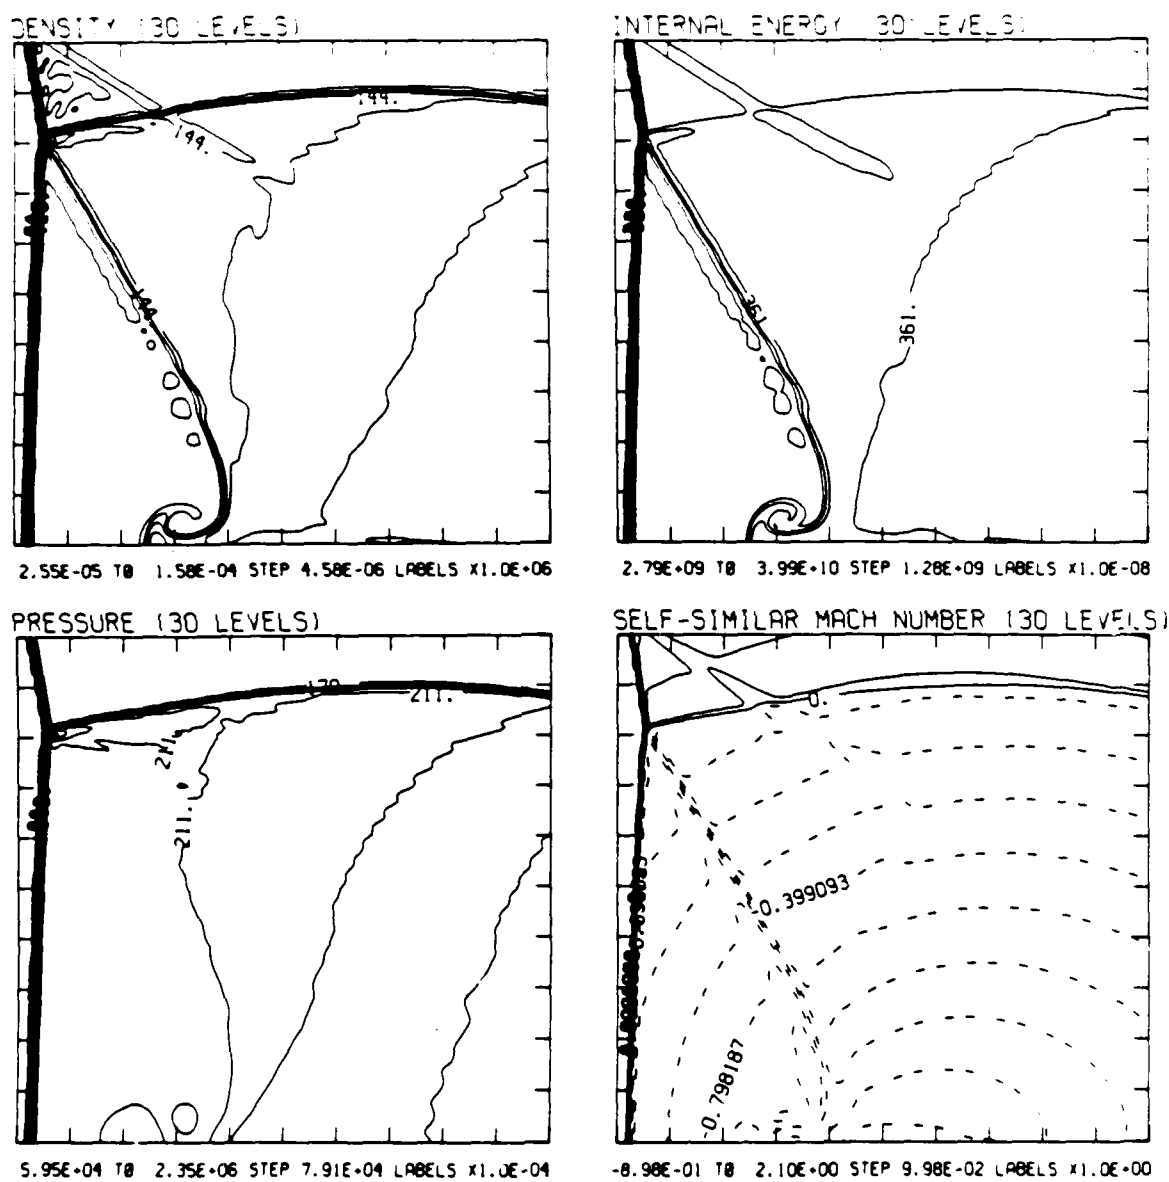 DENSITY (30 LEVELS)
144.
144.
144
2.55E-05 TO 1.58E-04 STEP 4.58E-06 LABELS X1.0E+06
INTERNAL ENERGY (30 LEVELS)
361.
361.
2.79E+09 TO 3.99E+10 STEP 1.28E+09 LABELS X1.0E-08
PRESSURE (30 LEVELS)
211.
211.
211.
5.95E+04 TO 2.35E+06 STEP 7.91E+04 LABELS X1.0E-04
SELF-SIMILAR MACH NUMBER (30 LEVELS)
0.
-0.399093
-0.798187
-8.98E-01 TO 2.10E+00 STEP 9.98E-02 LABELS X1.0E+00